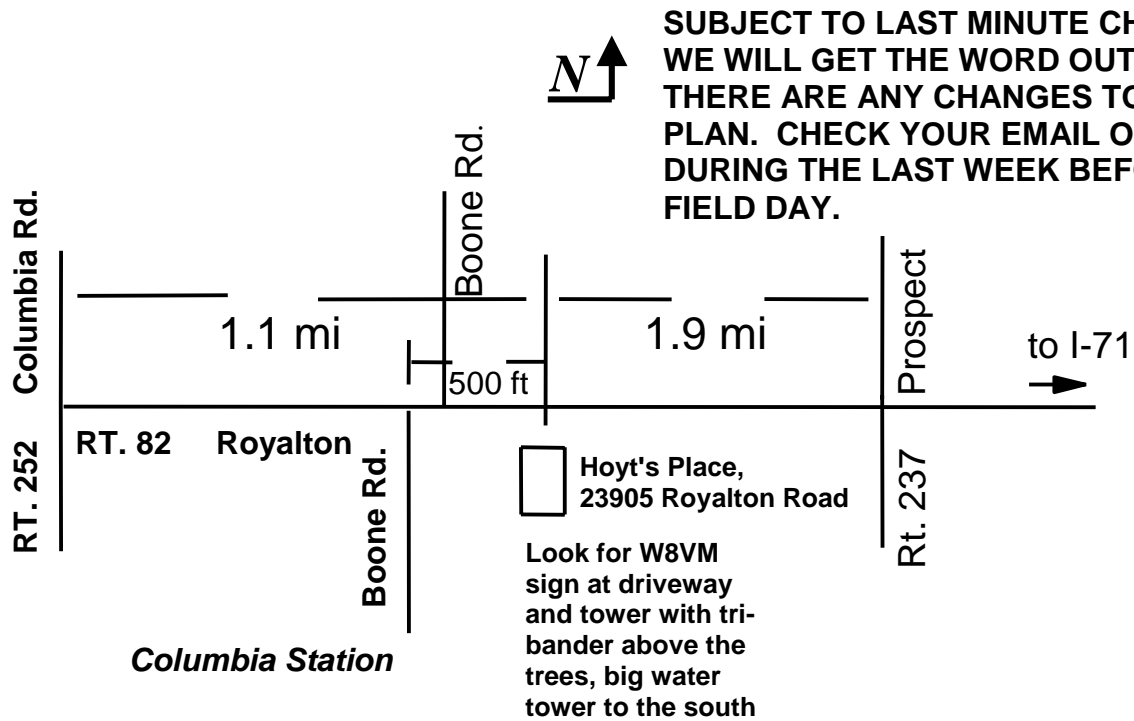 SUBJECT TO LAST MINUTE
WE WILL GET THE WORD OUT
THERE ARE ANY CHANGES
PLAN. CHECK YOUR EMAIL
DURING THE LAST WEEK
FIELD DAY.
N
Boone Rd.
Columbia Rd.
Prospect
1.1 mi
1.9 mi
to I-71
500 ft
RT. 82 Royalton
RT. 252
Boone Rd.
Rt. 237
Hoyt's Place,
23905 Royalton Road
Look for W8VM
sign at driveway
and tower with tri-
bander above the
trees, big water
tower to the south
Columbia Station